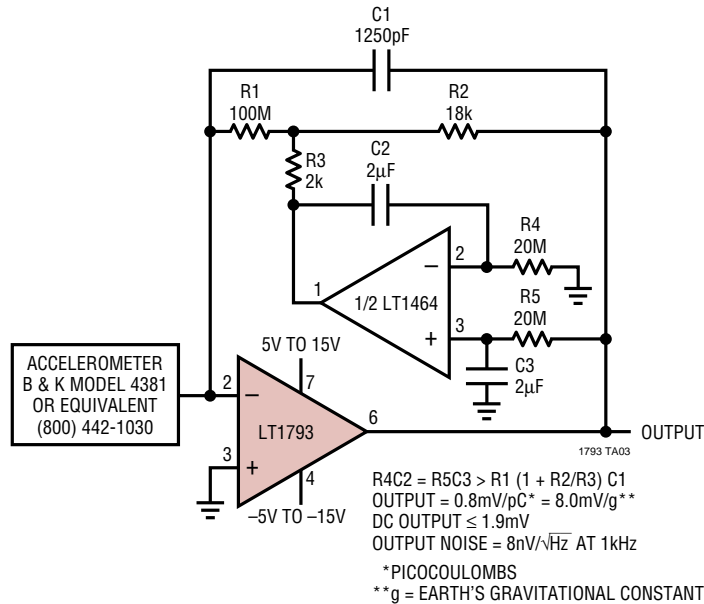 C1
1250pF
R1
100M
R2
18k
R3
2k
C2
2µF
R4
20M
2
–
1
1/2 LT1464
R5
20M
+
3
C3
2µF
ACCELEROMETER
B & K MODEL 4381
OR EQUIVALENT
(800) 442-1030
5V TO 15V
7
2
–
LT1793
6
3
+
4
–5V TO –15V
OUTPUT
1793 TA03
R4C2 = R5C3 > R1 (1 + R2/R3) C1
OUTPUT = 0.8mV/pC* = 8.0mV/g**
DC OUTPUT ≤ 1.9mV
OUTPUT NOISE = 8nV/√Hz AT 1kHz
*PICOCOULOMBS
**g = EARTH'S GRAVITATIONAL CONSTANT